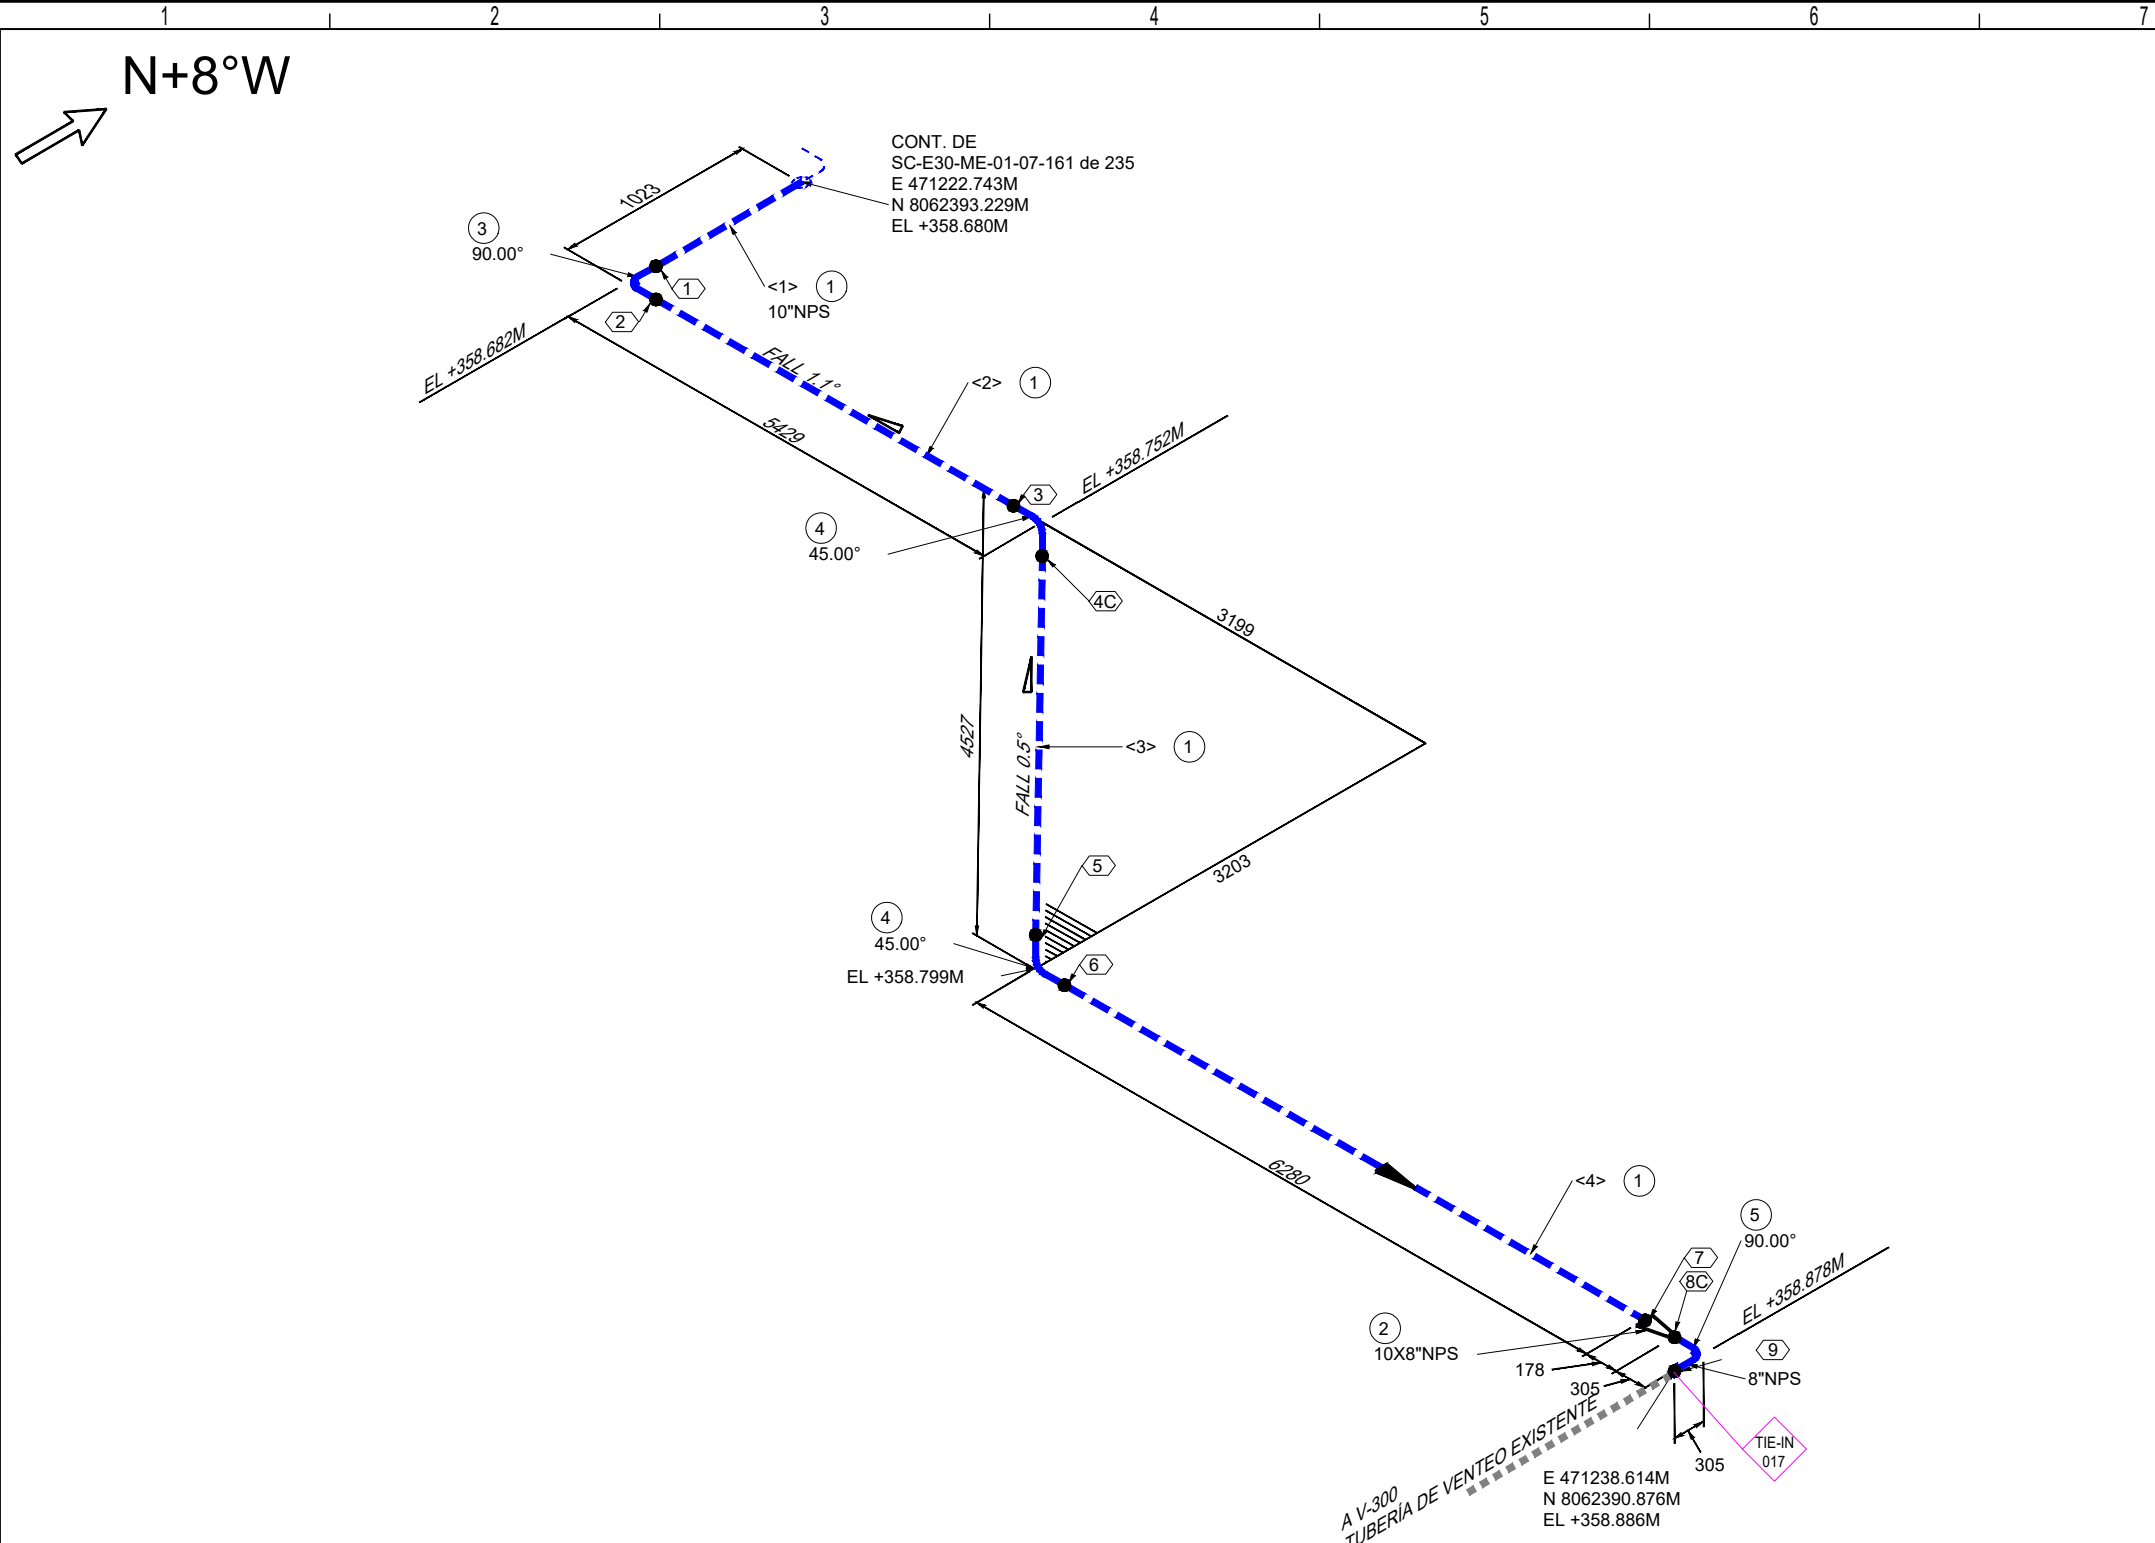 1 2 3 4 5 6 7
N+8°W
CONT. DE
SC-E30-ME-01-07-161 de 235
E 471222.743M
N 8062393.229M
EL +358.680M
1023
3
90.00°
1
<1> 1
10"NPS
2
EL +358.682M
FALL 1.1°
<2> 1
5429
EL +358.752M
3
4
45.00°
4C
3199
4527
<3> 1
FALL 0.5°
5
3203
4
45.00°
EL +358.799M
6
6280
<4> 1
5
90.00°
7
8C
EL +358.878M
2
10X8"NPS
9
178
8"NPS
305
305
TIE-IN
017
A V-300
TUBERÍA DE VENTEO EXISTENTE
E 471238.614M
N 8062390.876M
EL +358.886M